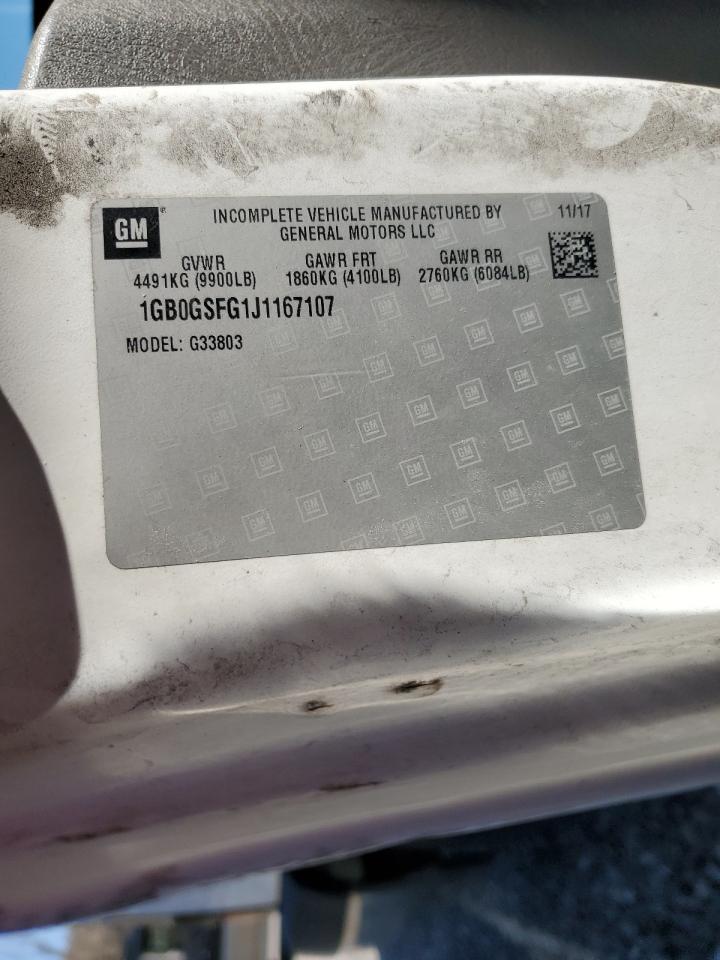 GM
INCOMPLETE VEHICLE MANUFACTURED BY
GENERAL MOTORS LLC
11/17
GVWR
4491KG (9900LB)
GAWR FRT
1860KG (4100LB)
GAWR RR
2760KG (6084LB)
1GB0GSFG1J1167107
MODEL: G33803